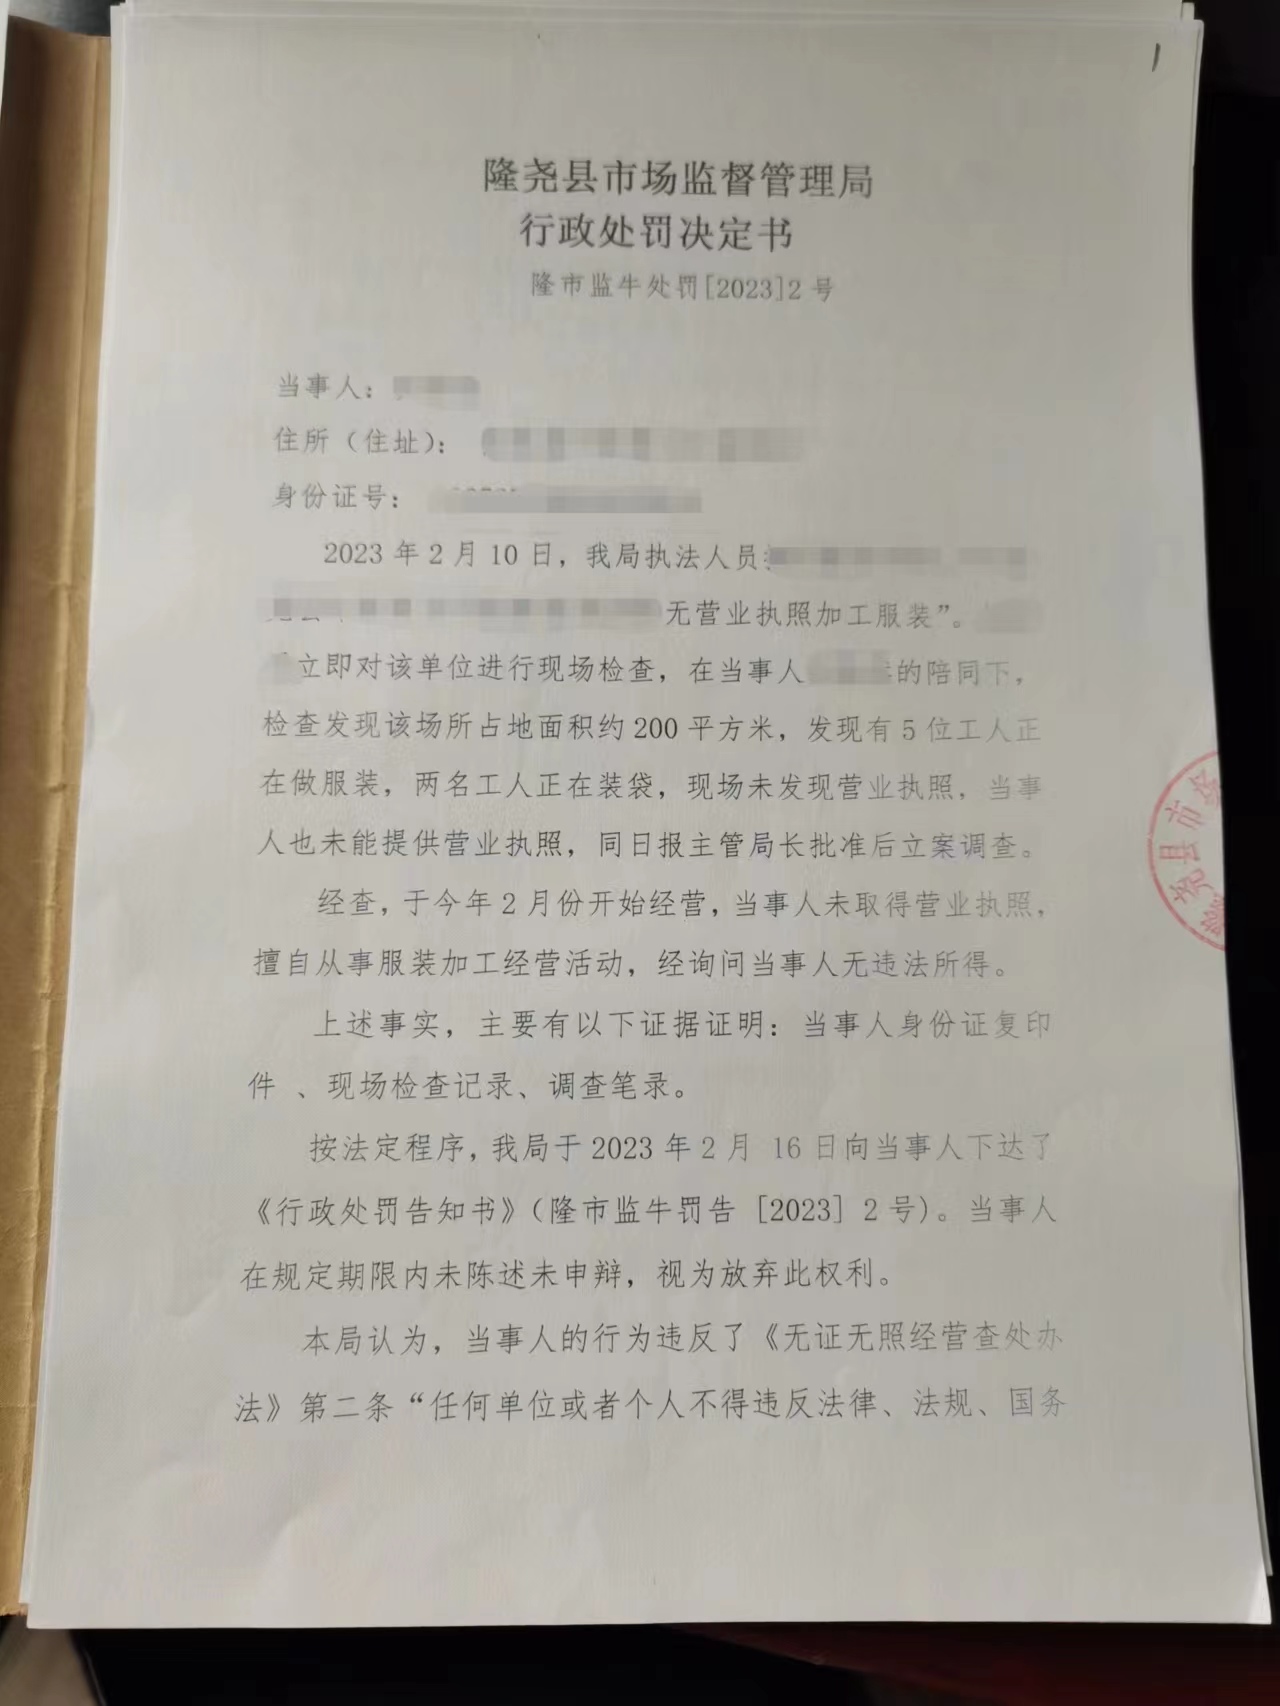 隆尧县市场监督管理局
行政处罚决定书
隆市监牛处罚[2023]2号
当事人：
住所（住址）：
身份证号：
2023年2月10日，我局执法人员
无营业执照加工服装”。
立即对该单位进行现场检查，在当事人 的陪同下，
检查发现该场所占地面积约200平方米，发现有5位工人正
在做服装，两名工人正在装袋，现场未发现营业执照，当事
人也未能提供营业执照，同日报主管局长批准后立案调查。
经查，于今年2月份开始经营，当事人未取得营业执照，
擅自从事服装加工经营活动，经询问当事人无违法所得。
上述事实，主要有以下证据证明：当事人身份证复印
件 、现场检查记录、调查笔录。
按法定程序，我局于2023年2月 16日向当事人下达了
《行政处罚告知书》（隆市监牛罚告［2023］2号）。当事人
在规定期限内未陈述未申辩，视为放弃此权利。
本局认为，当事人的行为违反了《无证无照经营查处办
法》第二条“任何单位或者个人不得违反法律、法规、国务
尧县市